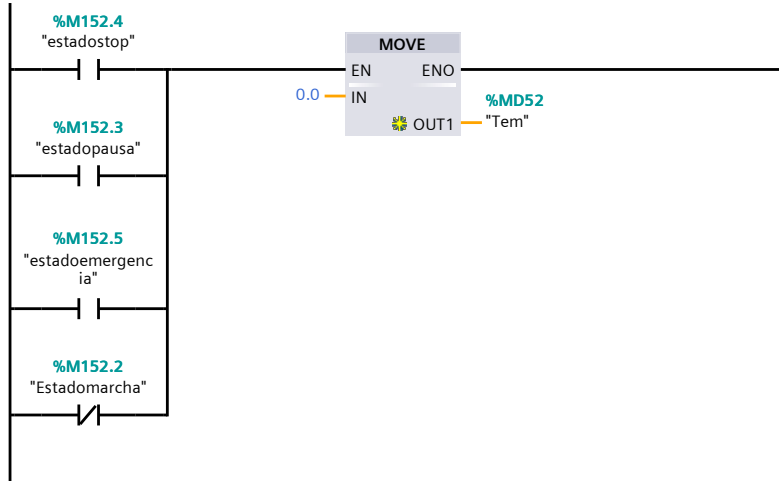 %M152.4
"estadostop"
MOVE
EN ENO
0.0 IN
%MD52
OUT1 "Tem"
%M152.3
"estadopausa"
%M152.5
"estadoemergenc
ia"
%M152.2
"Estadomarcha"